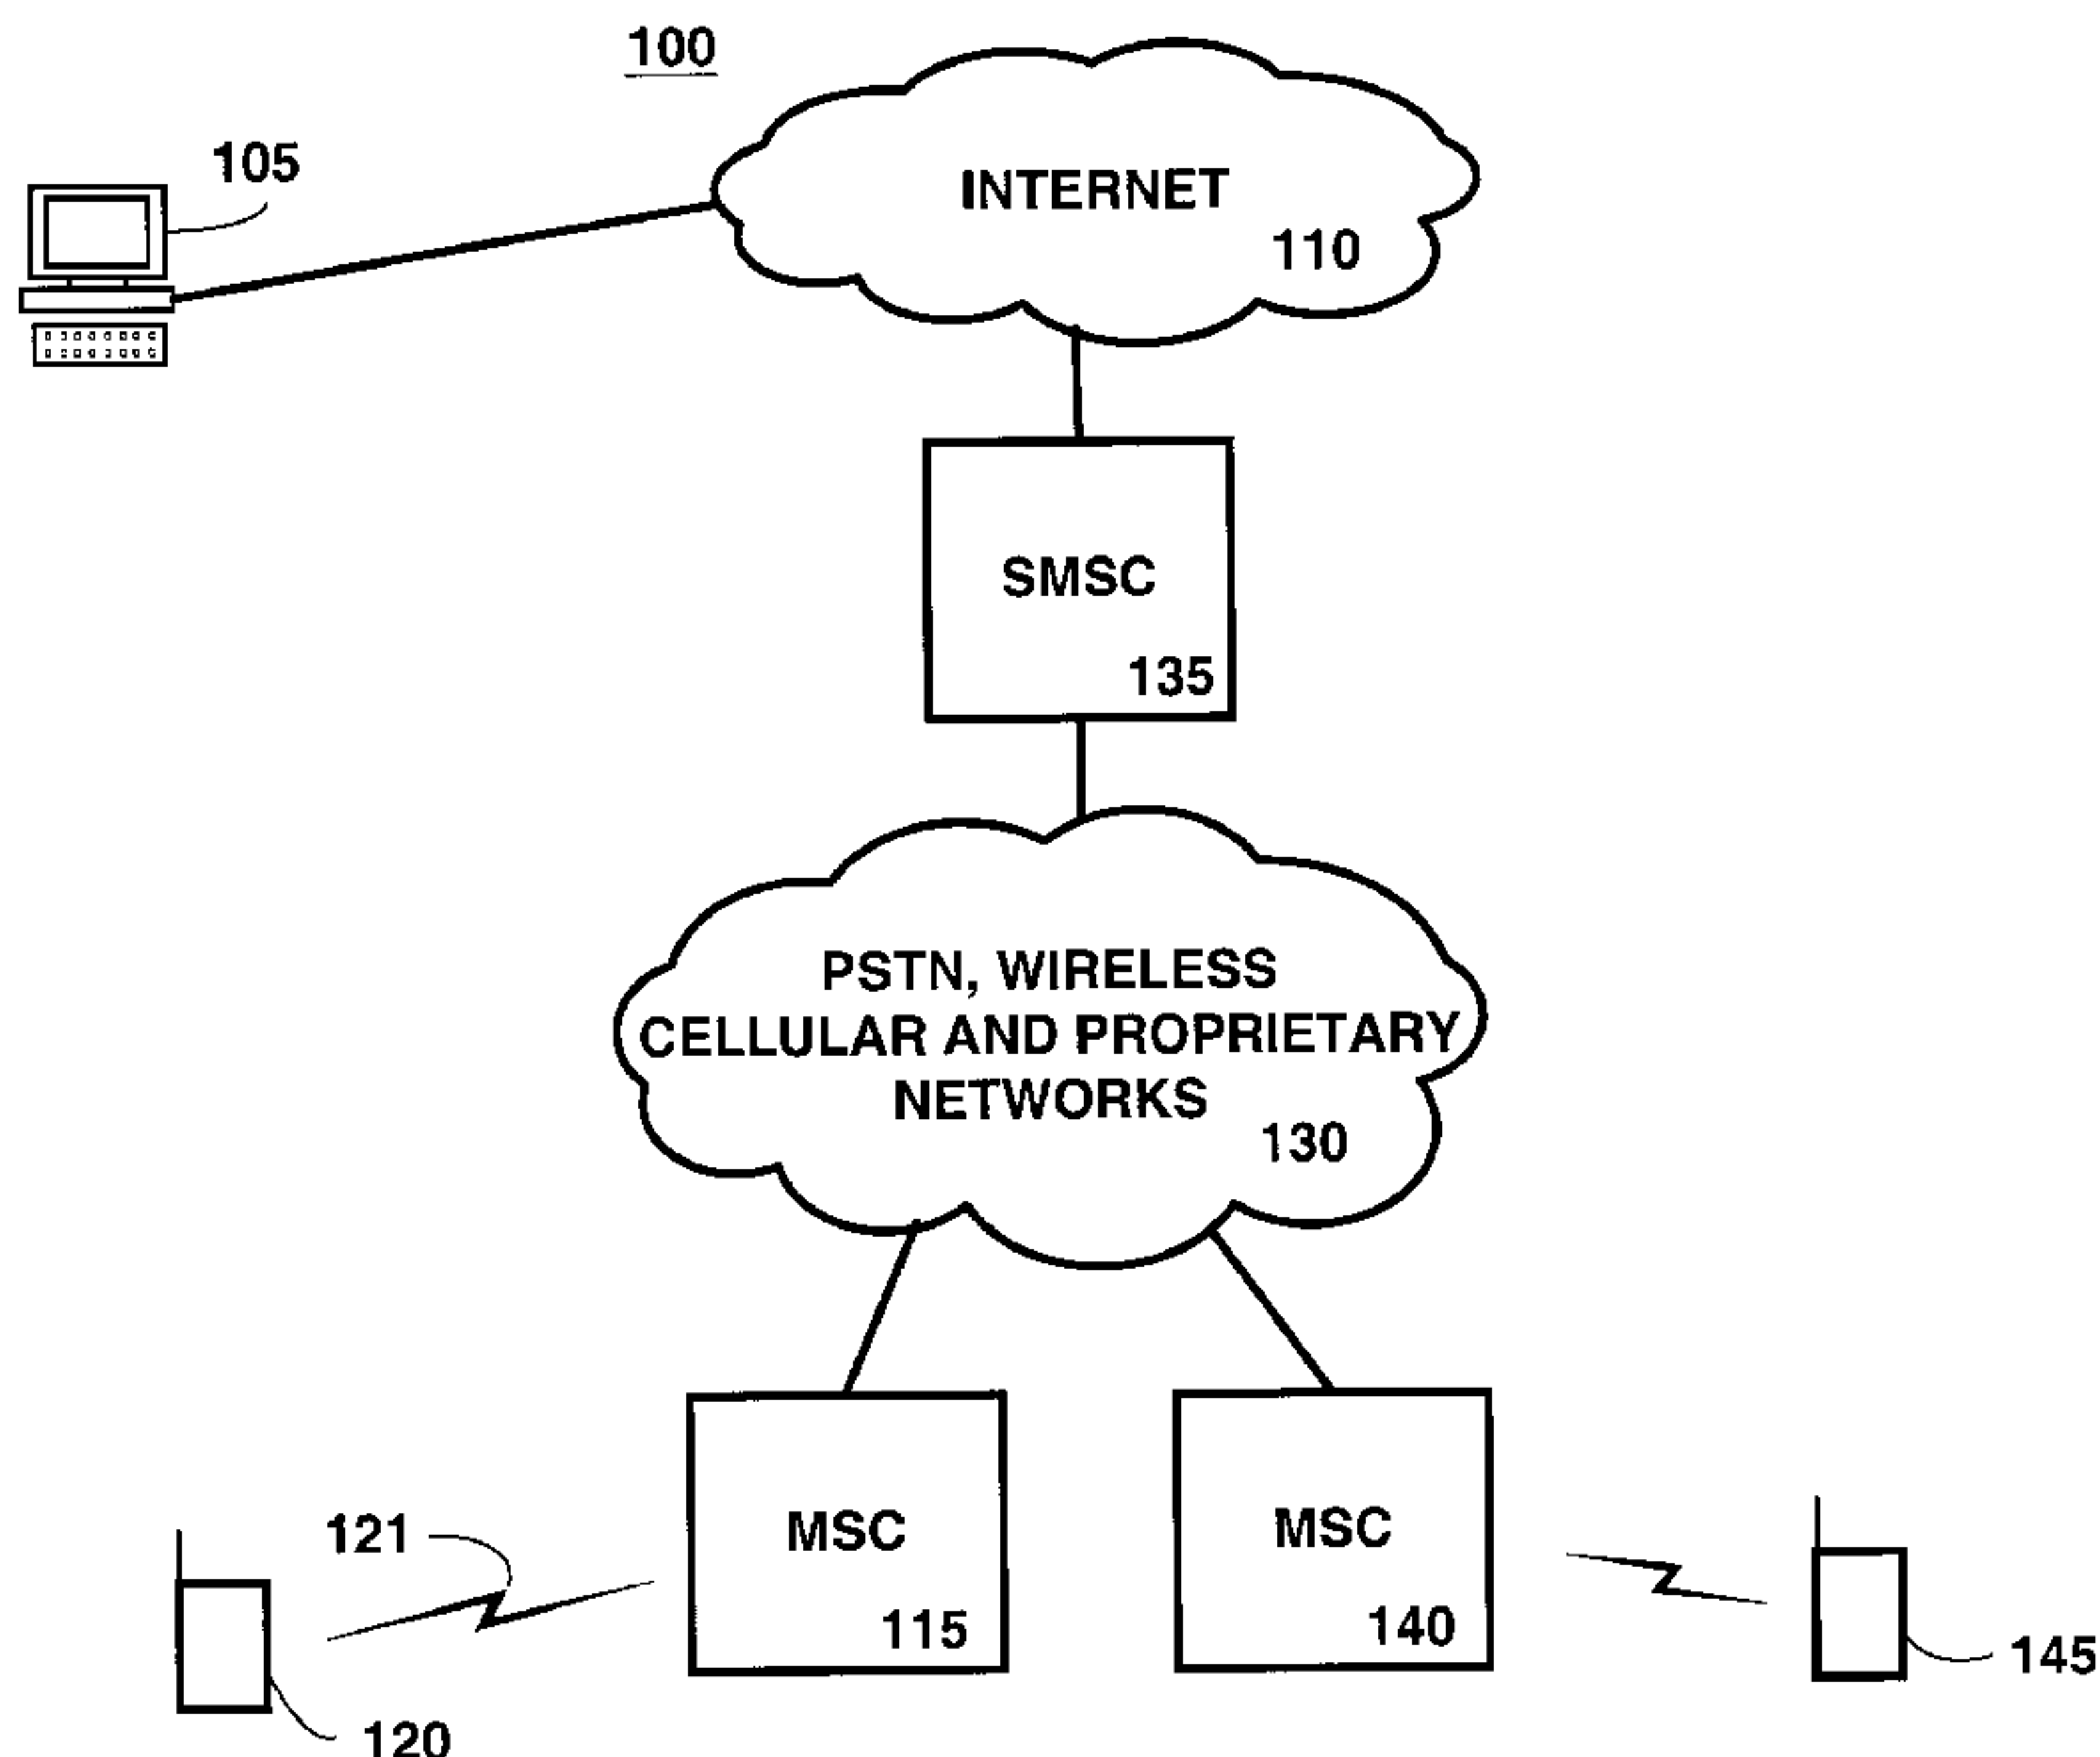 100
105
INTERNET
110
SMSC
135
PSTN, WIRELESS
CELLULAR AND PROPRIETARY
NETWORKS
130
121
MSC
115
MSC
140
120
145